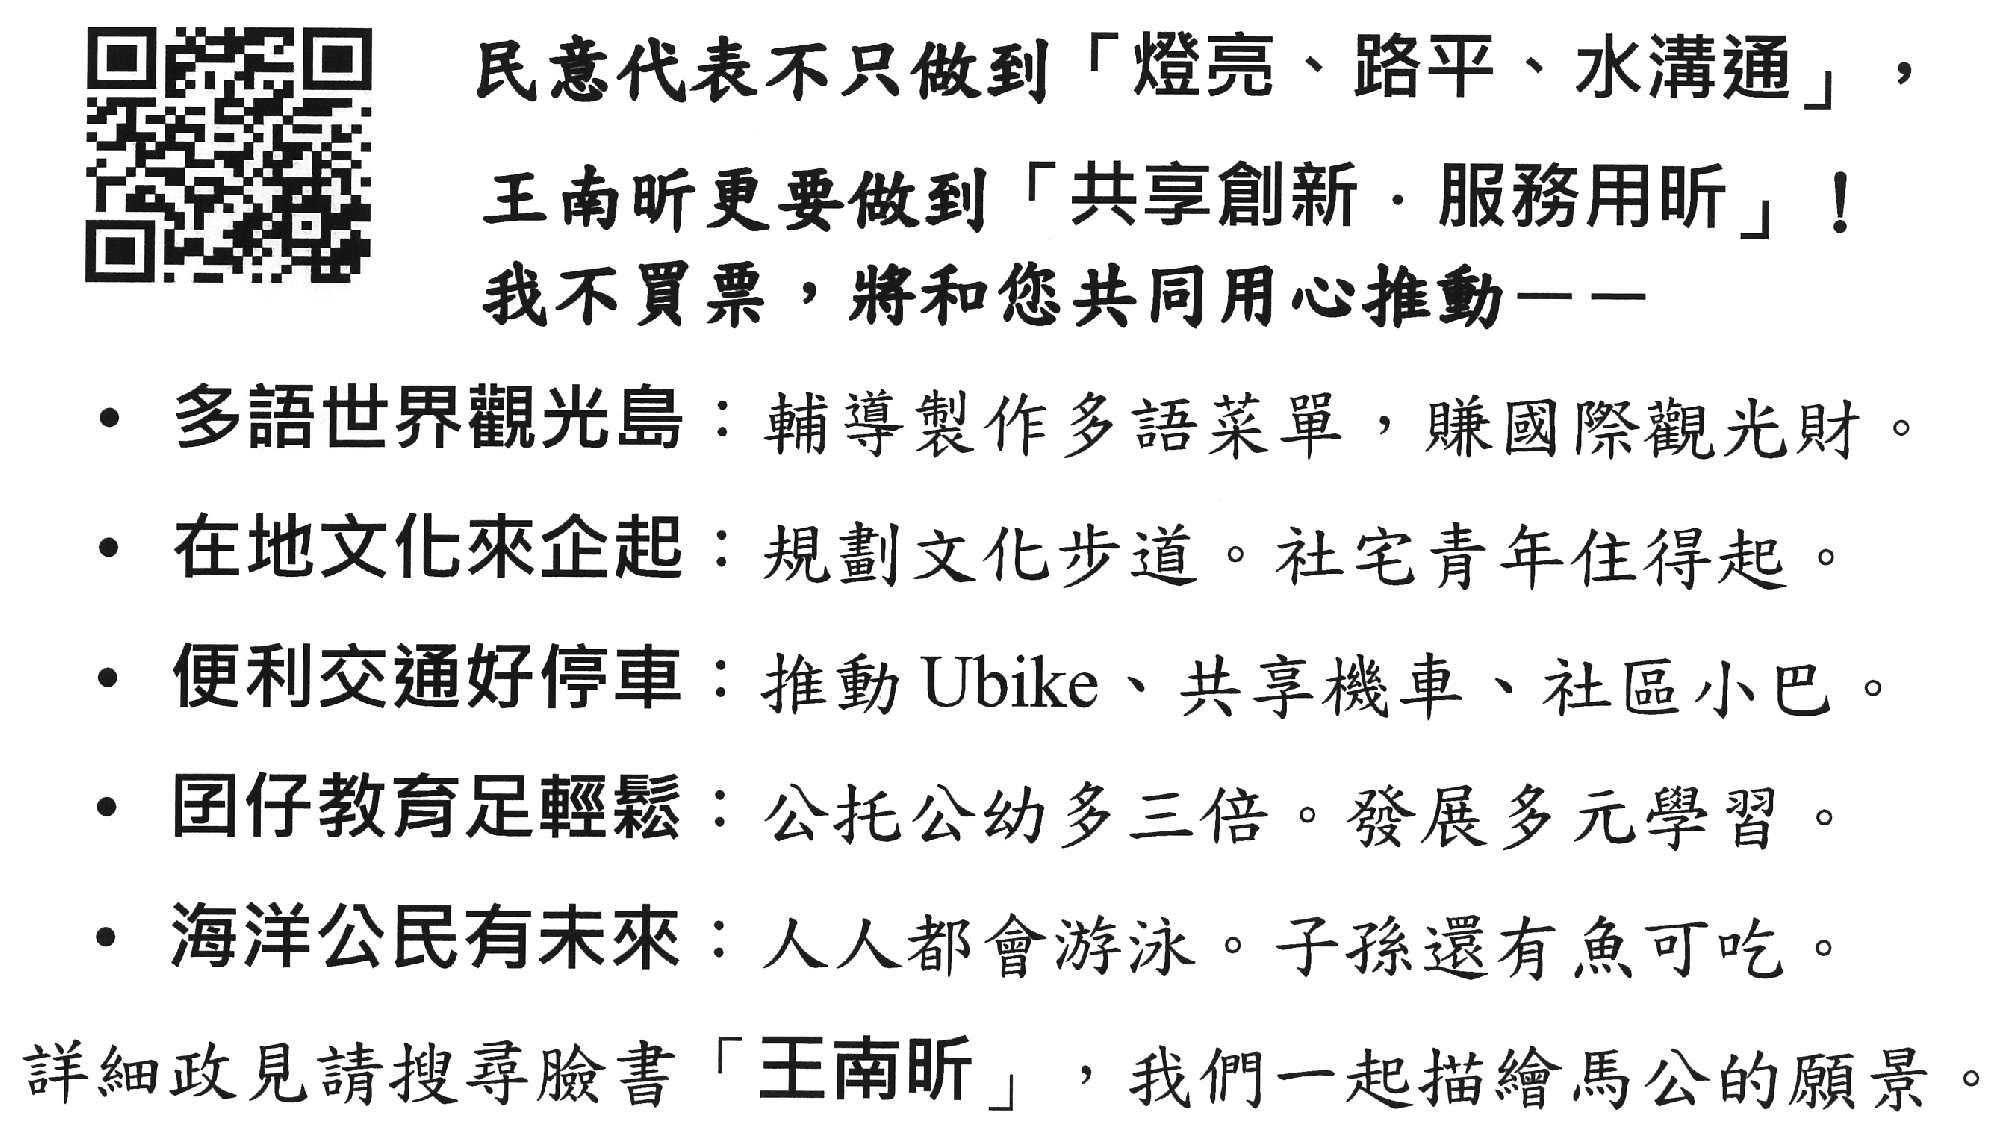 民意代表不只做到「燈亮、路平、水溝通」，
王南昕更要做到「共享創新．服務用昕」！
我不買票，將和您共同用心推動——
• 多語世界觀光島：輔導製作多語菜單，賺國際觀光財。
• 在地文化來企起：規劃文化步道。社宅青年住得起。
• 便利交通好停車：推動 Ubike、共享機車、社區小巴。
• 囝仔教育足輕鬆：公托公幼多三倍。發展多元學習。
• 海洋公民有未來：人人都會游泳。子孫還有魚可吃。
詳細政見請搜尋臉書「王南昕」，我們一起描繪馬公的願景。